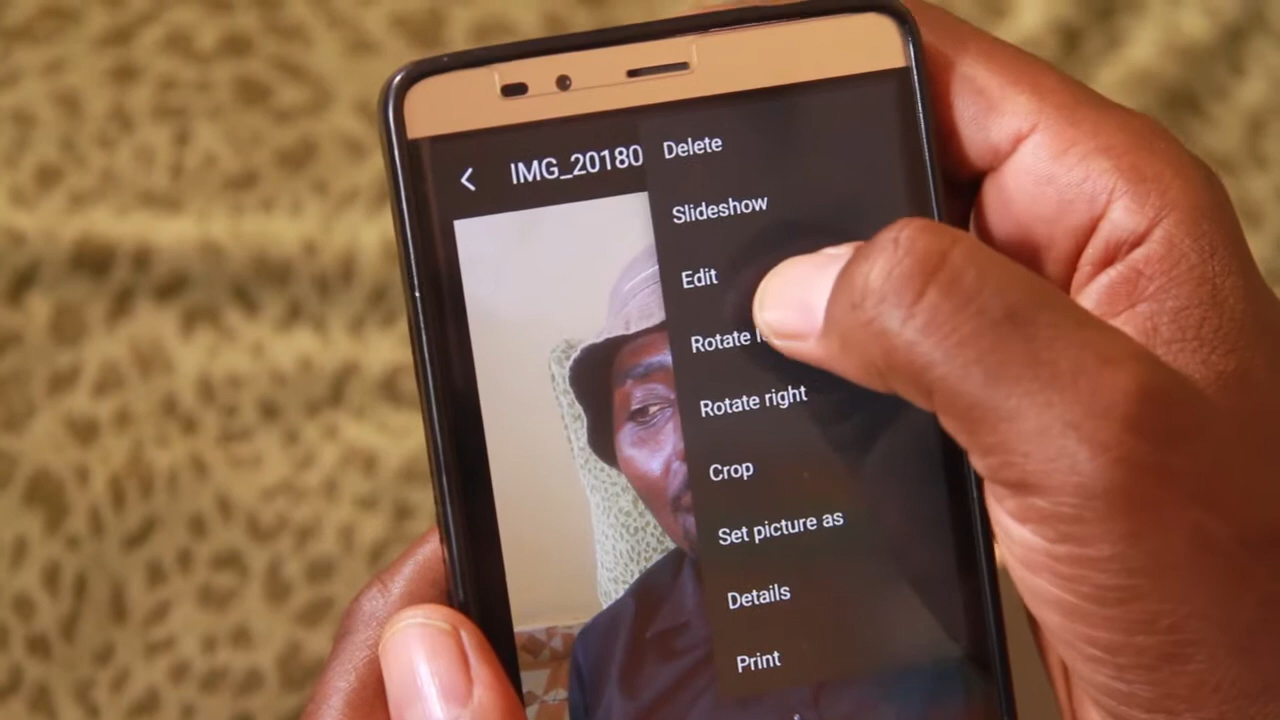 IMG_20180
Delete
Slideshow
Edit
Rotate
Rotate right
Crop
Set picture as
Details
Print